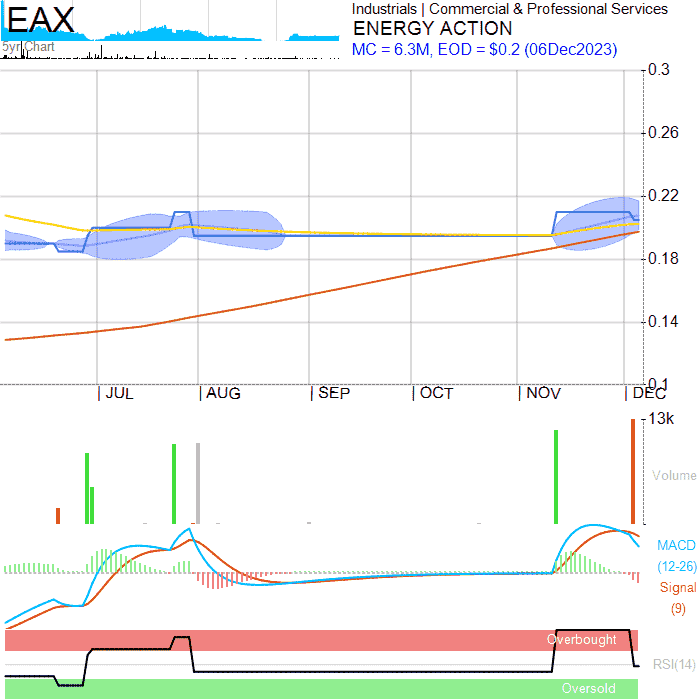 EAX
5yr Chart
Industrials | Commercial & Professional Services
ENERGY ACTION
MC = 6.3M, EOD = $0.2 (06Dec2023)
0.3
0.26
0.22
0.18
0.14
0.1
JUL AUG SEP OCT NOV DEC
13k
Volume
MACD
(12-26)
Signal
(9)
Overbought
RSI(14)
Oversold